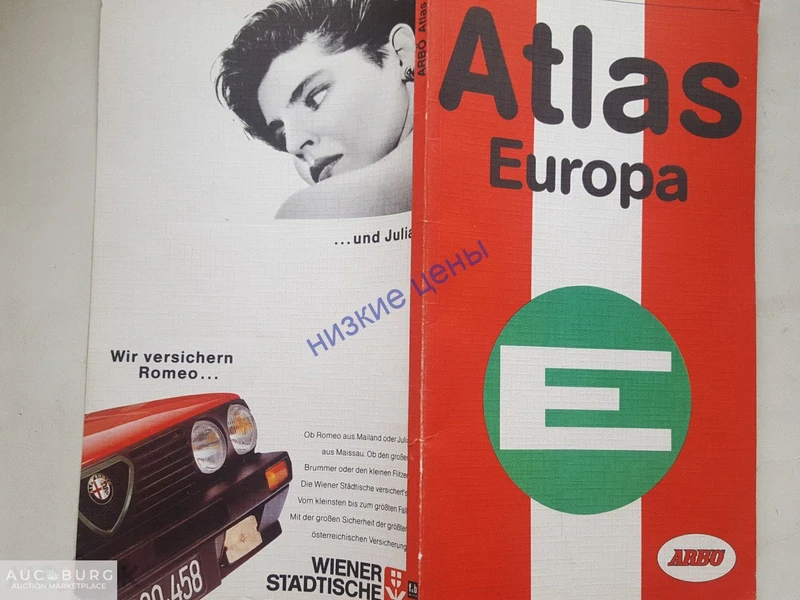 ...und Julia
Wir versichern
Romeo...
Ob Romeo aus Mailand oder Julia
aus Maissau. Ob den großen
Brummer oder den kleinen Flitzer.
Die Wiener Städtische versichert's
Vom kleinsten bis zum größten Fall.
Mit der großen Sicherheit der größten
österreichischen Versicherung.
WIENER
STÄDTISCHE
458
ARBÖ Atlas
Atlas
Europa
E
ARBÖ
f&b
низкие цены
AUCBURG
AUCTION MARKETPLACE